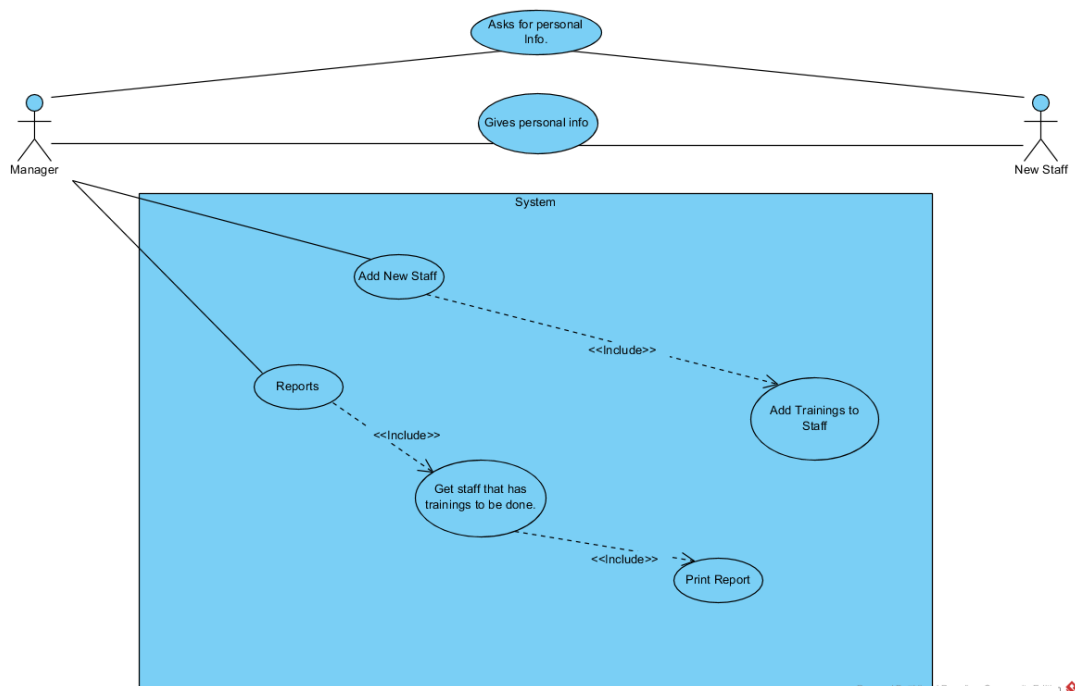 Asks for personal
Info.
Gives personal info
Manager
New Staff
System
Add New Staff
<<Include>>
Reports
Add Trainings to
Staff
<<Include>>
Get staff that has
trainings to be done.
<<Include>>
Print Report